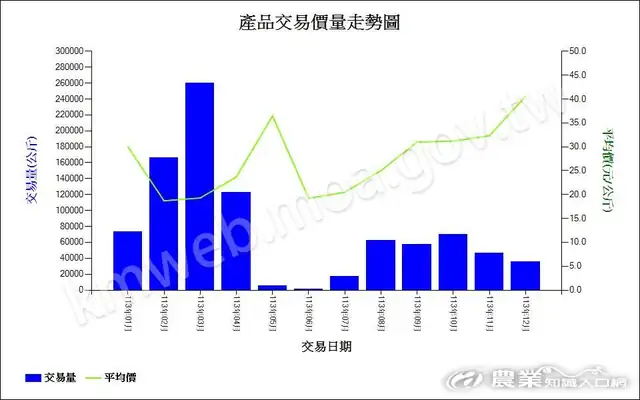 產品交易價量走勢圖
交易量(公斤)
300000
280000
260000
240000
220000
200000
180000
160000
140000
120000
100000
80000
60000
40000
20000
0
50.0
45.0
40.0
35.0
30.0
25.0
20.0
15.0
10.0
5.0
0.0
平均價(元/公斤)
113年01月
113年02月
113年03月
113年04月
113年05月
113年06月
113年07月
113年08月
113年09月
113年10月
113年11月
113年12月
交易日期
交易量
平均價
kmweb.moa.gov.tw
農業知識入口網